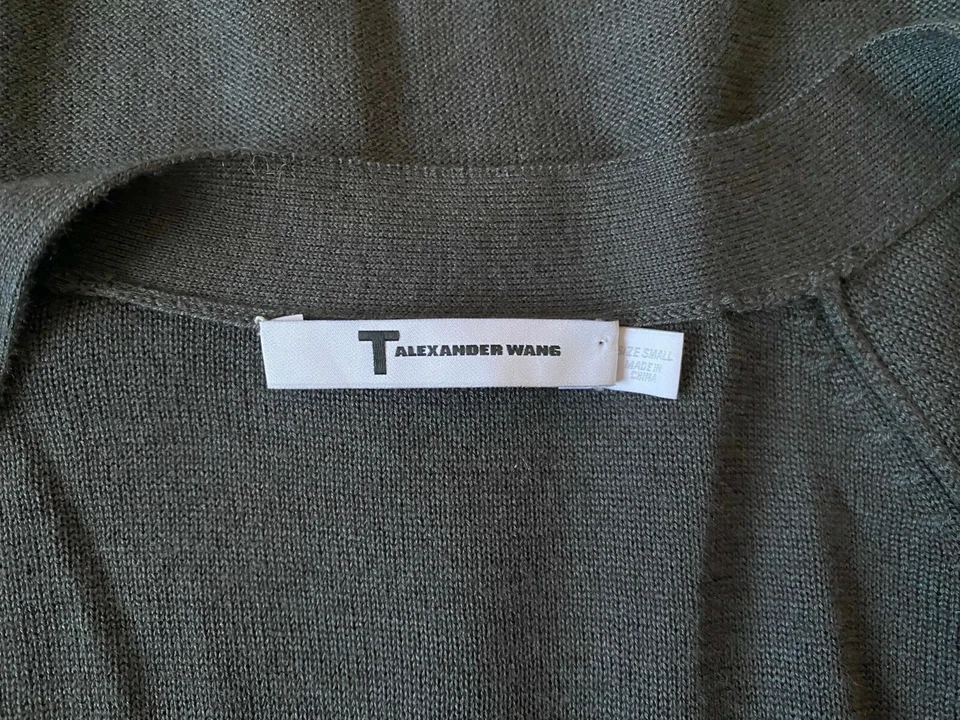 T ALEXANDER WANG
SIZE SMALL
MADE IN
CHINA